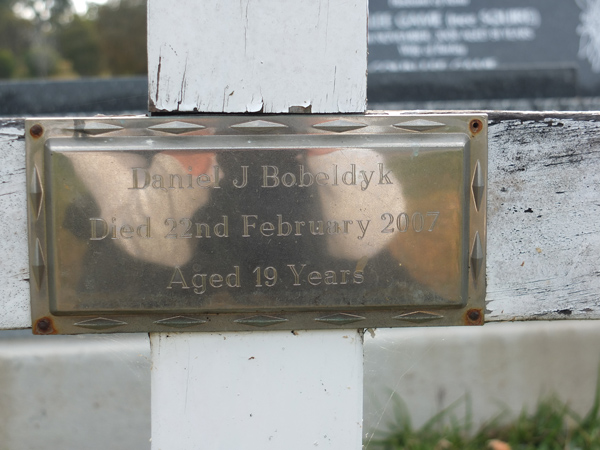 Daniel J Bobeldyk
Died 22nd February 2007
Aged 19 Years